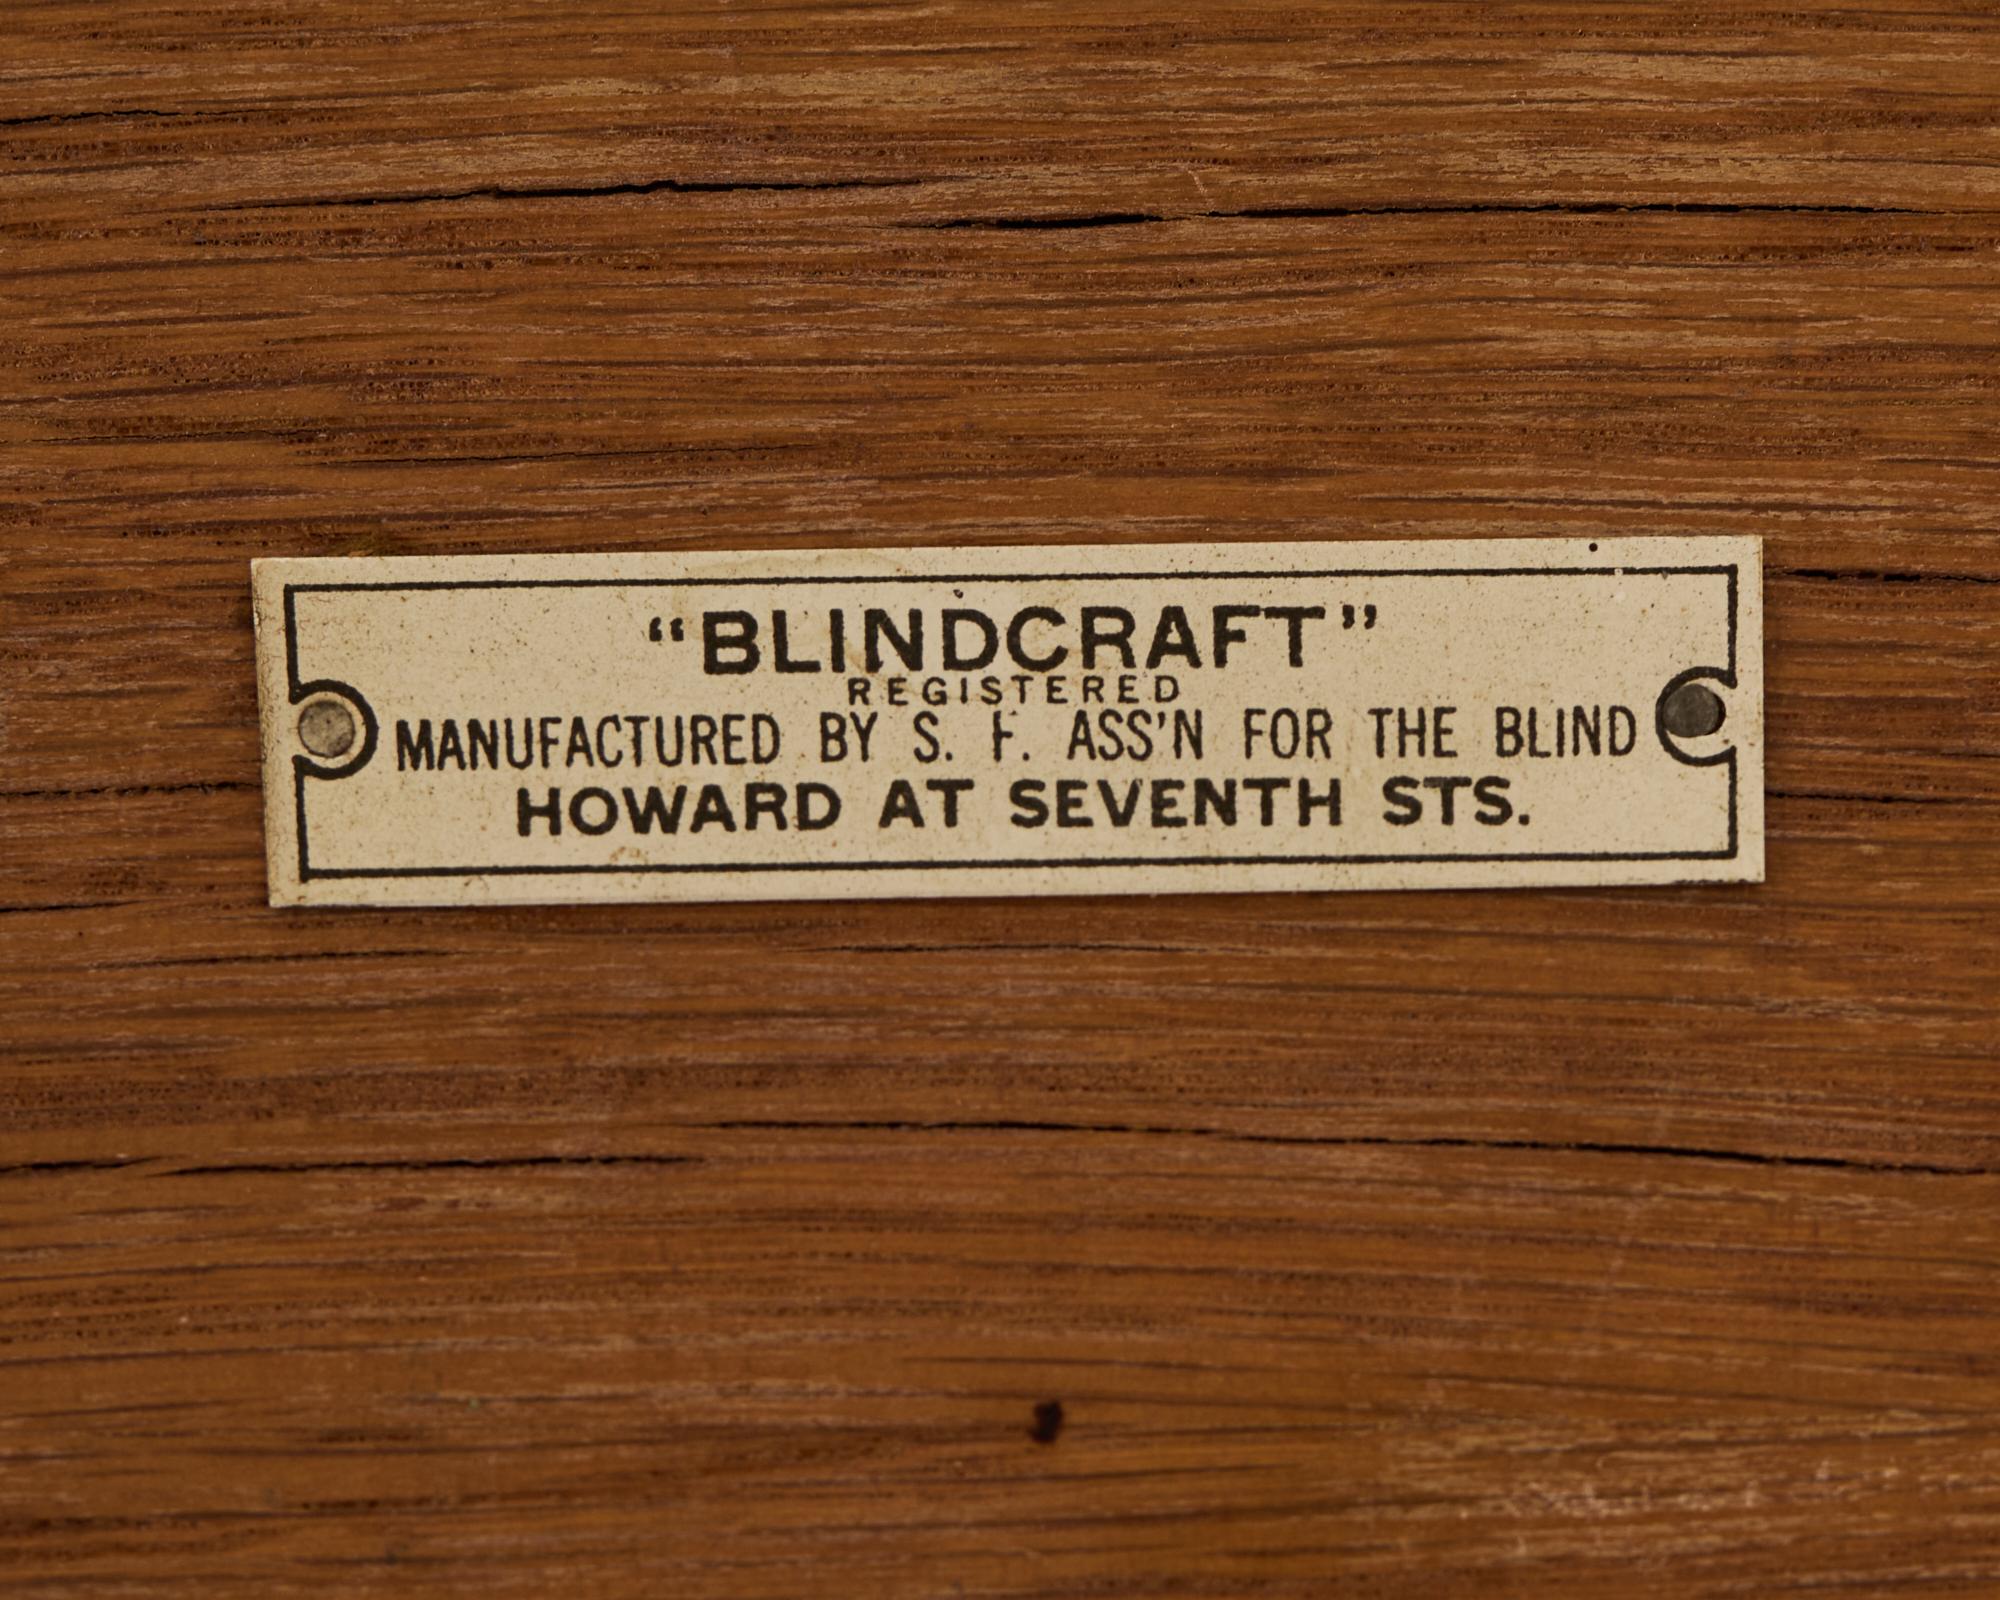 “BLINDCRAFT”
REGISTERED
MANUFACTURED BY S. F. ASS’N FOR THE BLIND
HOWARD AT SEVENTH STS.